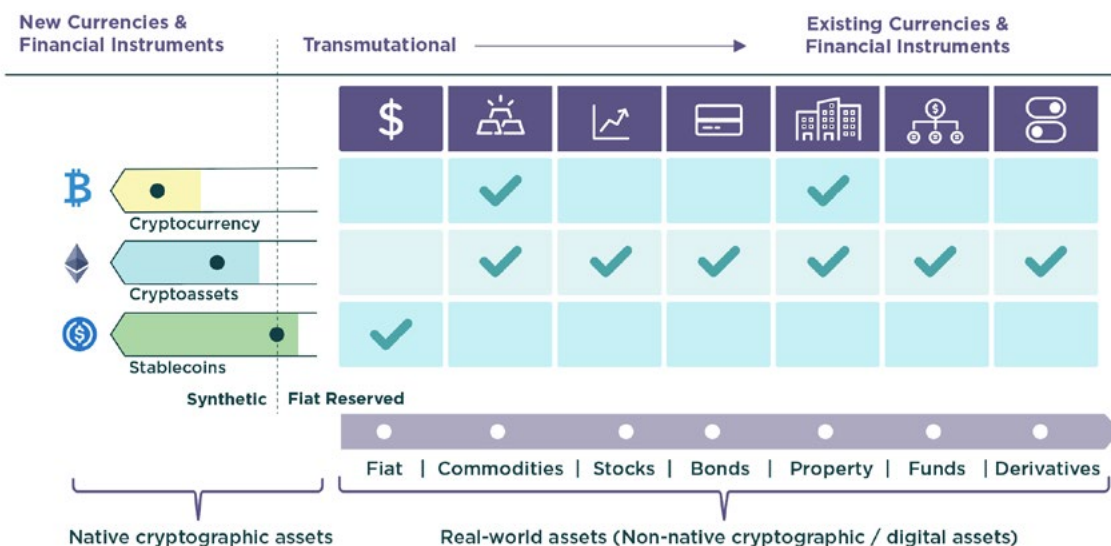 New Currencies &
Financial Instruments
Transmutational
Existing Currencies &
Financial Instruments
Cryptocurrency
Cryptoassets
Stablecoins
Synthetic
Fiat Reserved
Fiat | Commodities | Stocks | Bonds | Property | Funds | Derivatives
Native cryptographic assets
Real-world assets (Non-native cryptographic / digital assets)